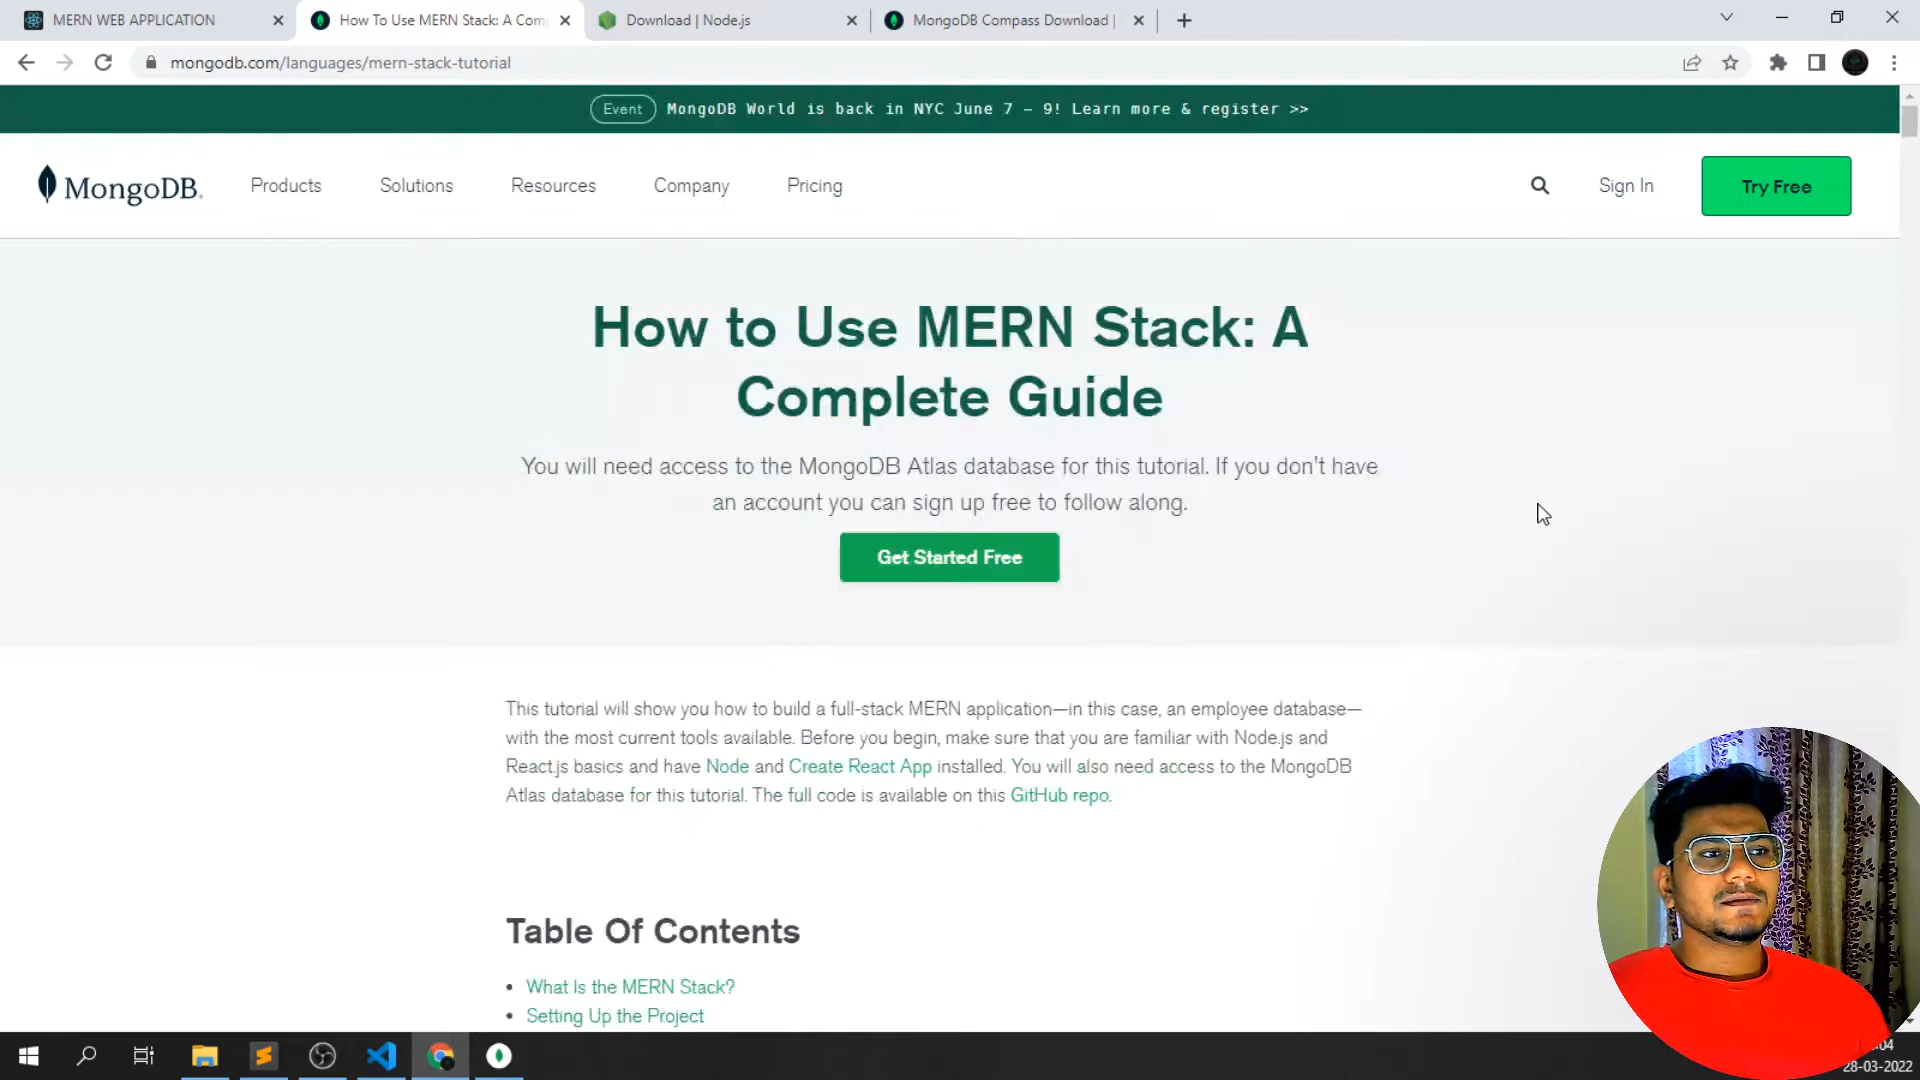 MERN WEB APPLICATION
How To Use MERN Stack: A Com
Download | Node.js
MongoDB Compass Download |
mongodb.com/languages/mern-stack-tutorial
Event MongoDB World is back in NYC June 7 – 9! Learn more & register >>
MongoDB.
Products
Solutions
Resources
Company
Pricing
Sign In
Try Free
How to Use MERN Stack: A
Complete Guide
You will need access to the MongoDB Atlas database for this tutorial. If you don't have
an account you can sign up free to follow along.
Get Started Free
This tutorial will show you how to build a full-stack MERN application—in this case, an employee database—
with the most current tools available. Before you begin, make sure that you are familiar with Node.js and
React.js basics and have Node and Create React App installed. You will also need access to the MongoDB
Atlas database for this tutorial. The full code is available on this GitHub repo.
Table Of Contents
• What Is the MERN Stack?
• Setting Up the Project
:04
28-03-2022